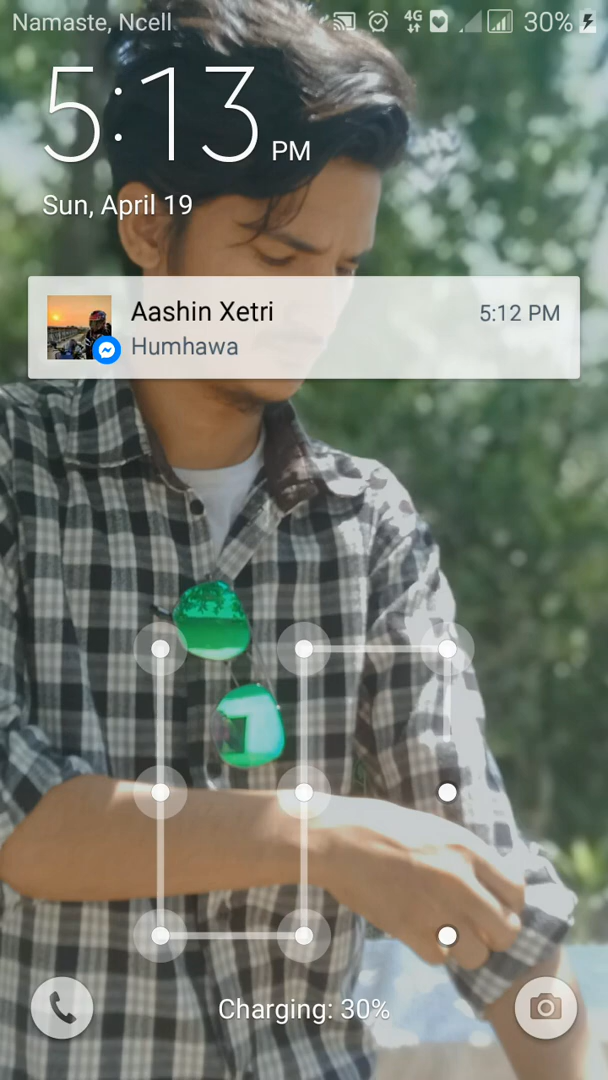 Namaste, Ncell
4G
30%
5:13 PM
Sun, April 19
Aashin Xetri
5:12 PM
Humhawa
Charging: 30%